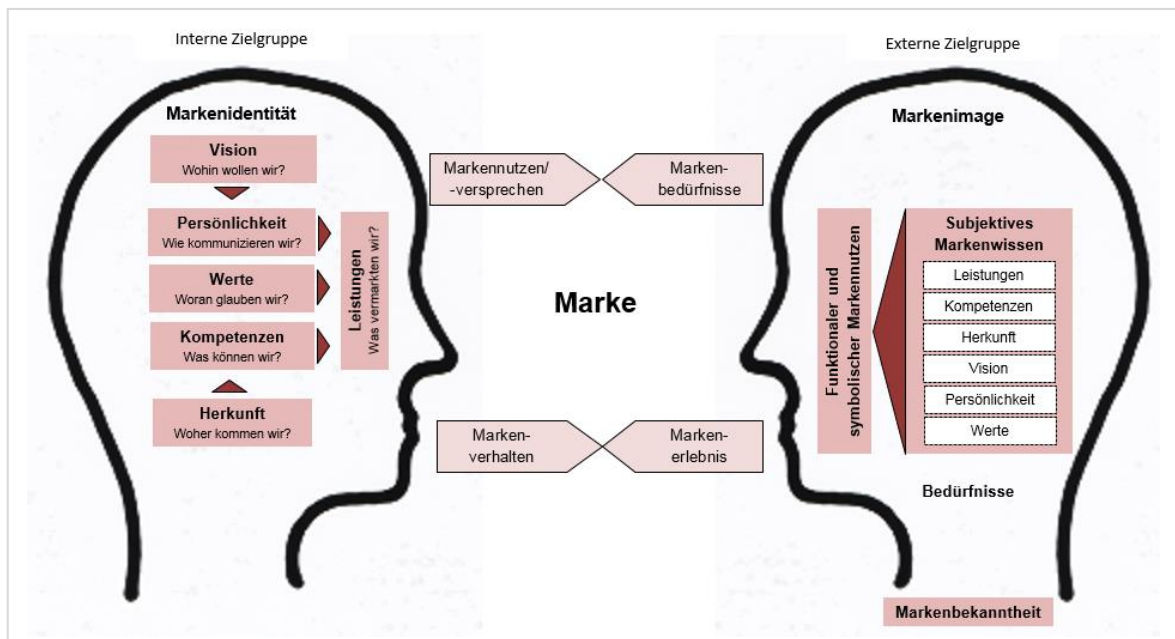 Interne Zielgruppe
Markenidentität
Vision
Wohin wollen wir?
Persönlichkeit
Wie kommunizieren wir?
Werte
Woran glauben wir?
Kompetenzen
Was können wir?
Herkunft
Woher kommen wir?
Leistungen
Was vermarkten wir?
Markennutzen/
-versprechen
Marken-
bedürfnisse
Marke
Marken-
verhalten
Marken-
erlebnis
Externe Zielgruppe
Markenimage
Funktionaler und
symbolischer Markennutzen
Subjektives
Markenwissen
Leistungen
Kompetenzen
Herkunft
Vision
Persönlichkeit
Werte
Bedürfnisse
Markenbekanntheit